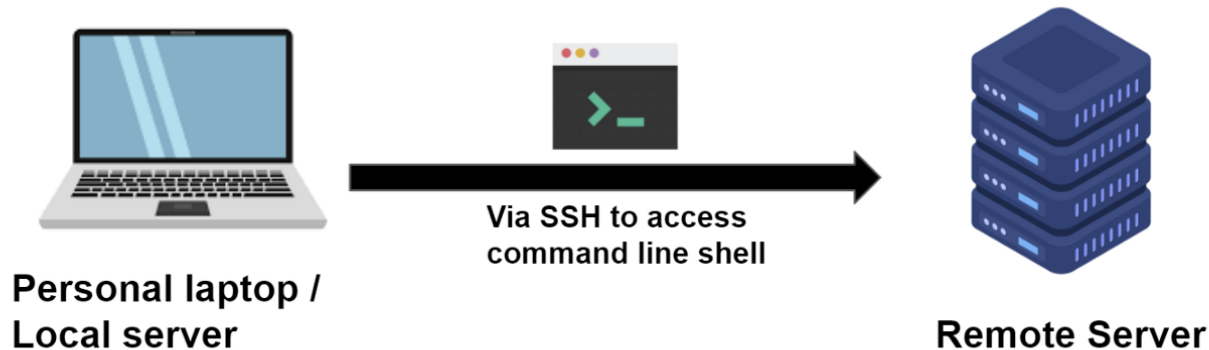 Via SSH to access
command line shell
Personal laptop /
Local server
Remote Server